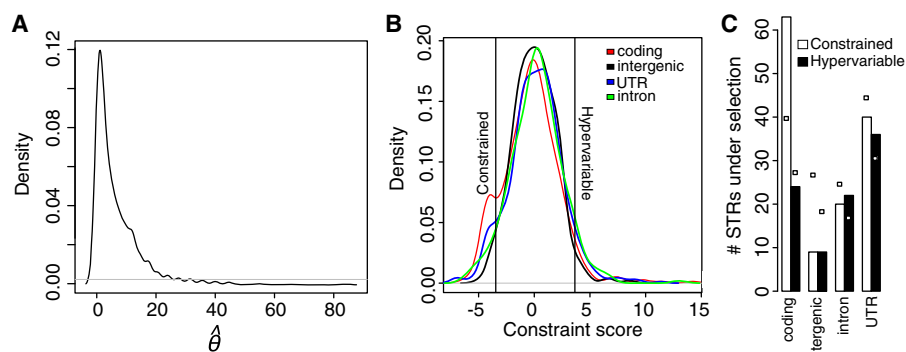 A
Density
0.00
0.04
0.08
0.12
0
20
40
60
80
θ̂
B
Density
0.00
0.05
0.10
0.15
0.20
Constrained
Hypervariable
coding
intergenic
UTR
intron
-5
0
5
10
15
Constraint score
C
# STRs under selection
0
10
20
30
40
50
60
Constrained
Hypervariable
coding
tergenic
intron
UTR